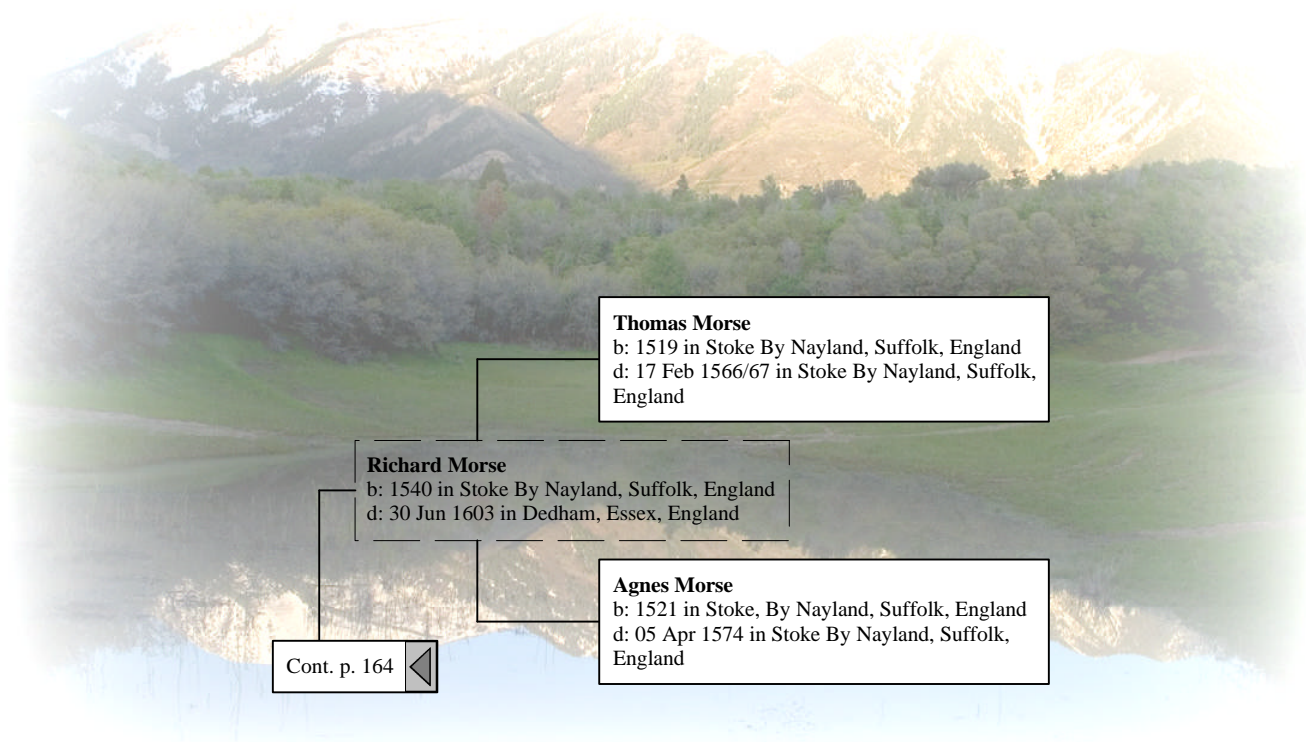 Thomas Morse
b: 1519 in Stoke By Nayland, Suffolk, England
d: 17 Feb 1566/67 in Stoke By Nayland, Suffolk,
England
Richard Morse
b: 1540 in Stoke By Nayland, Suffolk, England
d: 30 Jun 1603 in Dedham, Essex, England
Agnes Morse
b: 1521 in Stoke, By Nayland, Suffolk, England
d: 05 Apr 1574 in Stoke By Nayland, Suffolk,
England
Cont. p. 164